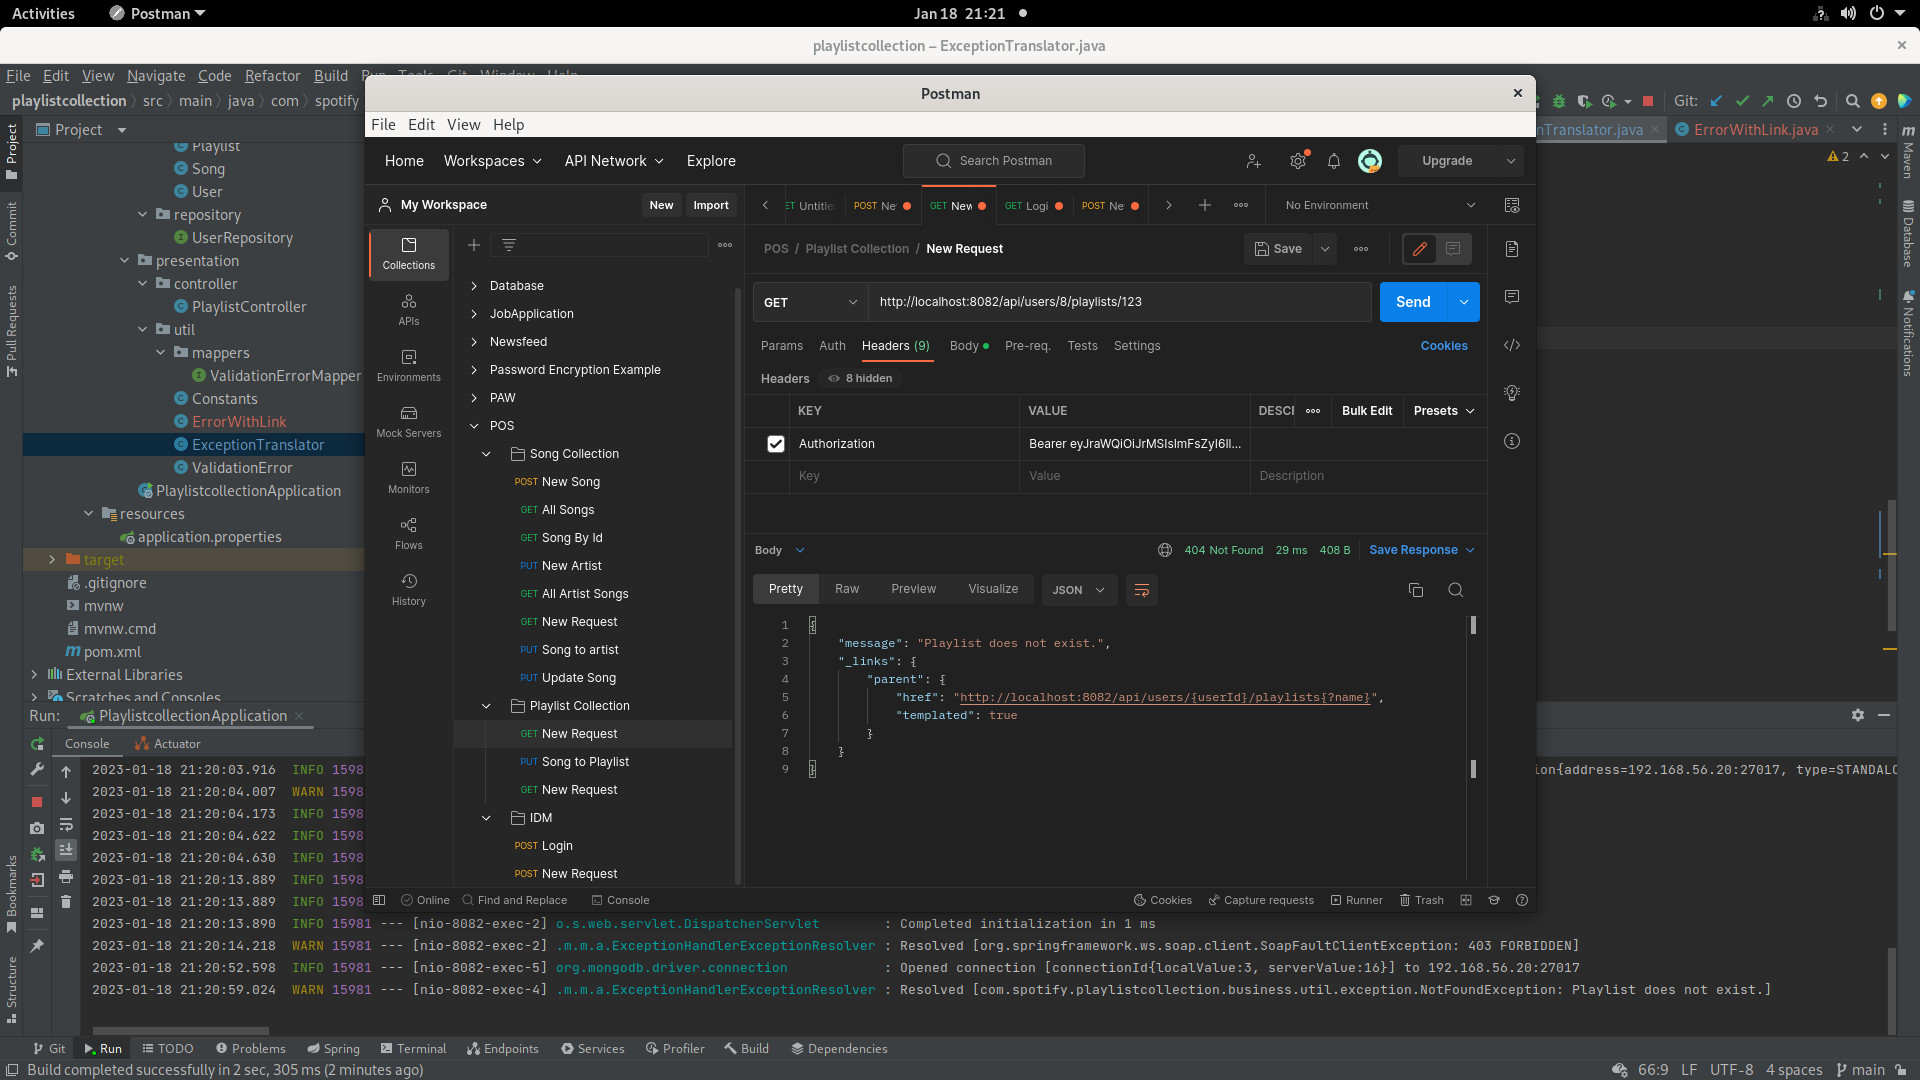 Activities
Postman
Jan 18 21:21
playlistcollection – ExceptionTranslator.java
File Edit View Navigate Code Refactor Build Run Tools Git Window Help
playlistcollection
src
main
java
com
spotify
Git:
Project
Playlist
Song
User
repository
UserRepository
presentation
controller
PlaylistController
util
mappers
ValidationErrorMapper
Constants
ErrorWithLink
ExceptionTranslator
ValidationError
PlaylistcollectionApplication
resources
application.properties
target
.gitignore
mvnw
mvnw.cmd
pom.xml
External Libraries
Scratches and Consoles
Project
Commit
Pull Requests
Bookmarks
Structure
nTranslator.java
ErrorWithLink.java
2
Maven
Database
Notifications
Postman
File Edit View Help
Home Workspaces API Network Explore
Search Postman
Upgrade
My Workspace
New
Import
Collections
APIs
Environments
Mock Servers
Monitors
Flows
History
Database
JobApplication
Newsfeed
Password Encryption Example
PAW
POS
Song Collection
POST New Song
GET All Songs
GET Song By Id
PUT New Artist
GET All Artist Songs
GET New Request
PUT Song to artist
PUT Update Song
Playlist Collection
GET New Request
PUT Song to Playlist
GET New Request
IDM
POST Login
POST New Request
ET Untitle
POST Ne
GET New
GET Logi
POST Ne
No Environment
POS / Playlist Collection / New Request
Save
GET
http://localhost:8082/api/users/8/playlists/123
Send
Params Auth Headers (9) Body Pre-req. Tests Settings
Cookies
Headers
8 hidden
KEY VALUE DESCR
Bulk Edit
Presets
Authorization
Bearer eyJraWQiOiJrMSIsImFsZyI6Il...
Key Value Description
Body
404 Not Found 29 ms 408 B
Save Response
Pretty Raw Preview Visualize
JSON
1 {
2 "message": "Playlist does not exist.",
3 "_links": {
4 "parent": {
5 "href": "http://localhost:8082/api/users/{userId}/playlists{?name}",
6 "templated": true
7 }
8 }
9 }
Online
Find and Replace
Console
Cookies
Capture requests
Runner
Trash
Run:
PlaylistcollectionApplication
Console
Actuator
2023-01-18 21:20:03.916 INFO 1598
ion{address=192.168.56.20:27017, type=STANDALO
2023-01-18 21:20:04.007 WARN 1598
2023-01-18 21:20:04.173 INFO 1598
2023-01-18 21:20:04.622 INFO 1598
2023-01-18 21:20:04.630 INFO 1598
2023-01-18 21:20:13.889 INFO 1598
2023-01-18 21:20:13.889 INFO 1598
2023-01-18 21:20:13.890 INFO 15981 --- [nio-8082-exec-2] o.s.web.servlet.DispatcherServlet : Completed initialization in 1 ms
2023-01-18 21:20:14.218 WARN 15981 --- [nio-8082-exec-2] .m.m.a.ExceptionHandlerExceptionResolver : Resolved [org.springframework.ws.soap.client.SoapFaultClientException: 403 FORBIDDEN]
2023-01-18 21:20:52.598 INFO 15981 --- [nio-8082-exec-5] org.mongodb.driver.connection : Opened connection [connectionId{localValue:3, serverValue:16}] to 192.168.56.20:27017
2023-01-18 21:20:59.024 WARN 15981 --- [nio-8082-exec-4] .m.m.a.ExceptionHandlerExceptionResolver : Resolved [com.spotify.playlistcollection.business.util.exception.NotFoundException: Playlist does not exist.]
Git Run TODO Problems Spring Terminal Endpoints Services Profiler Build Dependencies
Build completed successfully in 2 sec, 305 ms (2 minutes ago)
66:9 LF UTF-8 4 spaces main